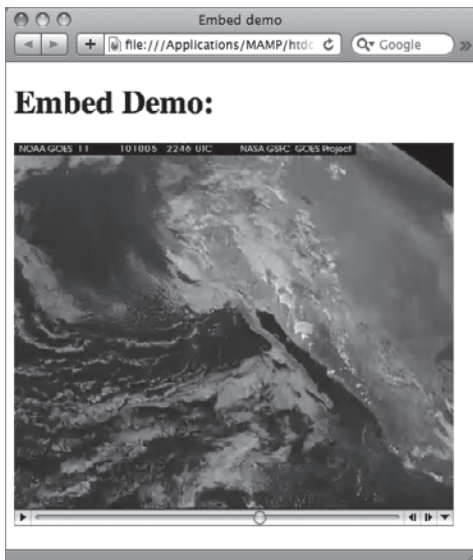 Embed demo
file:///Applications/MAMP/htdc
Google
Embed Demo:
NOAA GOES 11 101005 2246 UTC NASA GSFC GOES Project